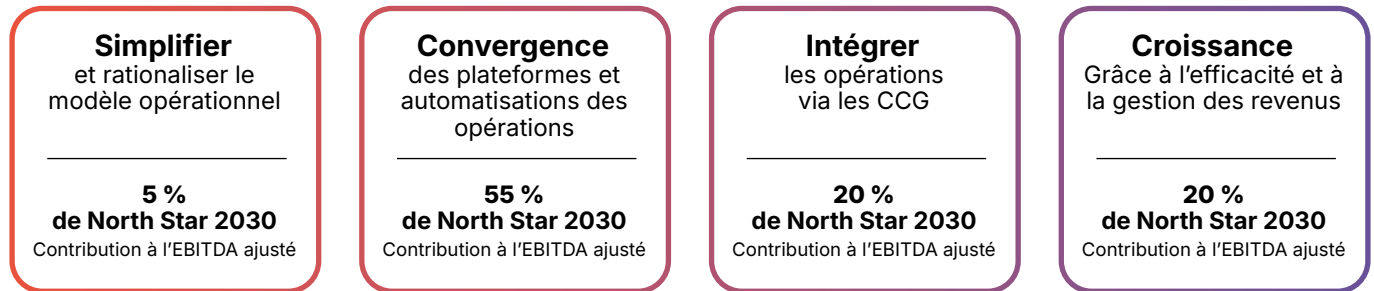 Simplifier
et rationaliser le
modèle opérationnel
5 %
de North Star 2030
Contribution à l’EBITDA ajusté
Convergence
des plateformes et
automatisations des
opérations
55 %
de North Star 2030
Contribution à l’EBITDA ajusté
Intégrer
les opérations
via les CCG
20 %
de North Star 2030
Contribution à l’EBITDA ajusté
Croissance
Grâce à l’efficacité et à
la gestion des revenus
20 %
de North Star 2030
Contribution à l’EBITDA ajusté